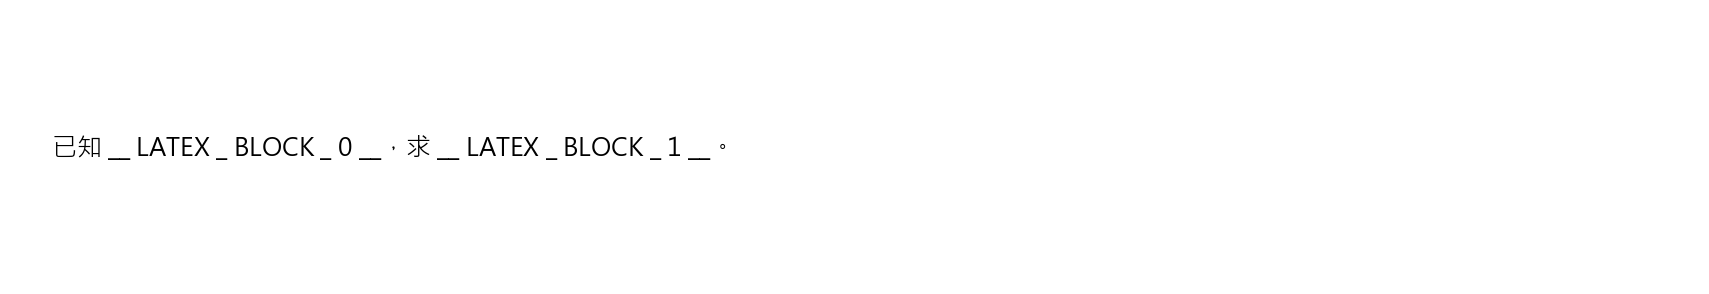 已知 __ LATEX _ BLOCK _ 0 __，求 __ LATEX _ BLOCK _ 1 __。